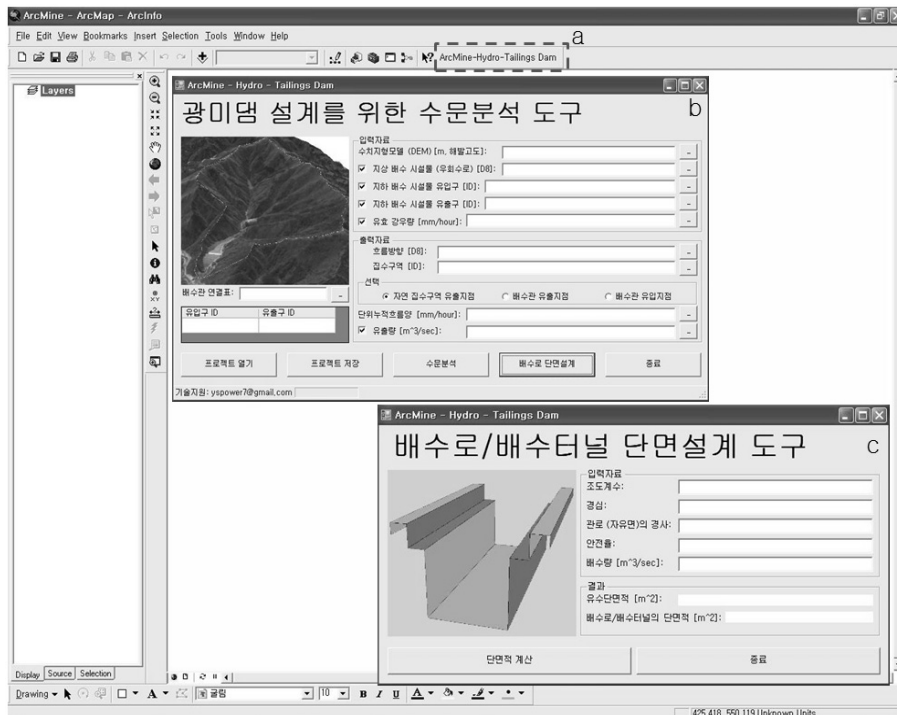 ArcMine - ArcMap - ArcInfo
File Edit View Bookmarks Insert Selection Tools Window Help
a
ArcMine-Hydro-Tailings Dam
Layers
ArcMine - Hydro - Tailings Dam
광미댐 설계를 위한 수문분석 도구
b
입력자료
수치지형모델 (DEM) [m, 해발고도]:
지상 배수 시설물 (우회수로) [D8]:
지하 배수 시설물 유입구 [ID]:
지하 배수 시설물 유출구 [ID]:
유효 강우량 [mm/hour]:
출력자료
흐름방향 [D8]:
집수구역 [ID]:
선택
자연 집수구역 유출지점 배수관 유출지점 배수관 유입지점
단위누적흐름양 [mm/hour]:
유출량 [m^3/sec]:
배수관 연결표:
유입구 ID 유출구 ID
프로젝트 열기 프로젝트 저장 수문분석 배수로 단면설계 종료
기술지원: yspower7@gmail.com
ArcMine - Hydro - Tailings Dam
배수로/배수터널 단면설계 도구
c
입력자료
조도계수:
경심:
관로 (자유면)의 경사:
안전율:
배수량 [m^3/sec]:
결과
유수단면적 [m^2]:
배수로/배수터널의 단면적 [m^2]:
단면적 계산 종료
Display Source Selection
Drawing 굴림 10 B I U A
425,418 550,119 Unknown Units